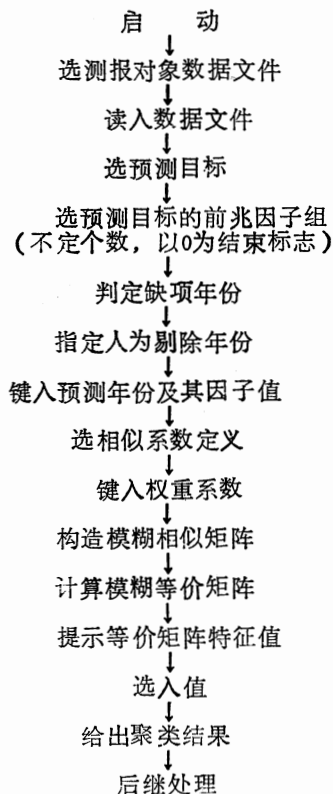 启 动
选测报对象数据文件
读入数据文件
选预测目标
选预测目标的前兆因子组
(不定个数, 以0为结束标志)
判定缺项年份
指定人为剔除年份
键入预测年份及其因子值
选相似系数定义
键入权重系数
构造模糊相似矩阵
计算模糊等价矩阵
提示等价矩阵特征值
选入值
给出聚类结果
后继处理